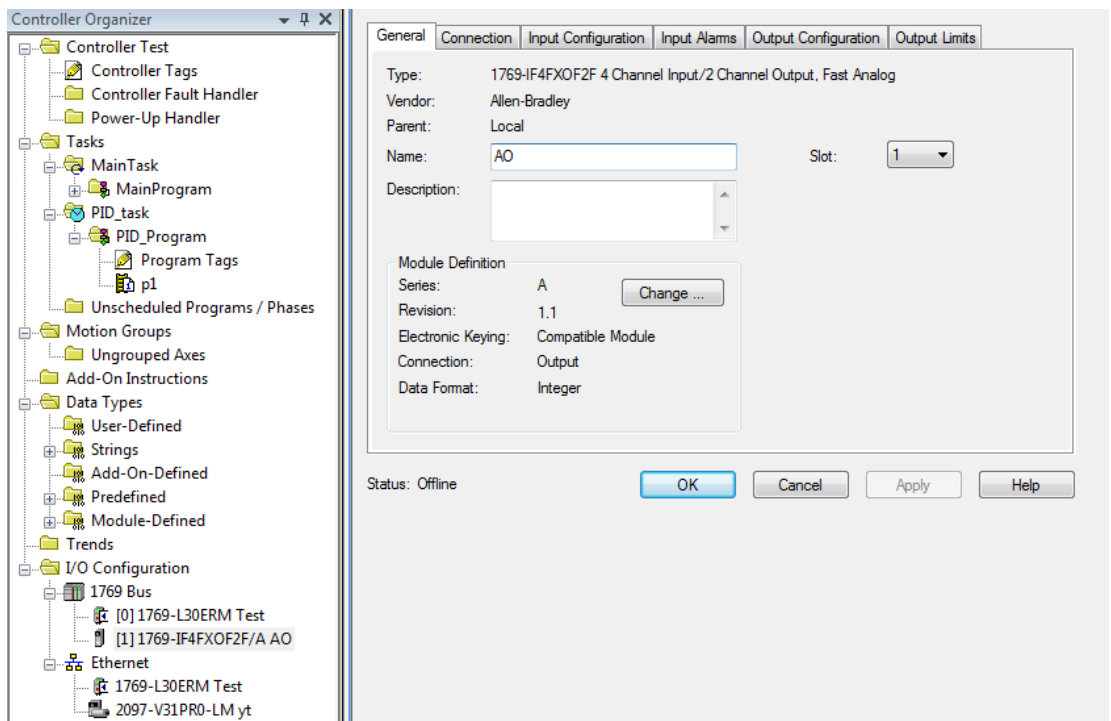 Controller Organizer
Controller Test
Controller Tags
Controller Fault Handler
Power-Up Handler
Tasks
MainTask
MainProgram
PID_task
PID_Program
Program Tags
p1
Unscheduled Programs / Phases
Motion Groups
Ungrouped Axes
Add-On Instructions
Data Types
User-Defined
Strings
Add-On-Defined
Predefined
Module-Defined
Trends
I/O Configuration
1769 Bus
[0] 1769-L30ERM Test
[1] 1769-IF4FXOF2F/A AO
Ethernet
1769-L30ERM Test
2097-V31PR0-LM yt
General Connection Input Configuration Input Alarms Output Configuration Output Limits
Type: 1769-IF4FXOF2F 4 Channel Input/2 Channel Output, Fast Analog
Vendor: Allen-Bradley
Parent: Local
Name: AO Slot: 1
Description:
Module Definition
Series: A Change ...
Revision: 1.1
Electronic Keying: Compatible Module
Connection: Output
Data Format: Integer
Status: Offline OK Cancel Apply Help